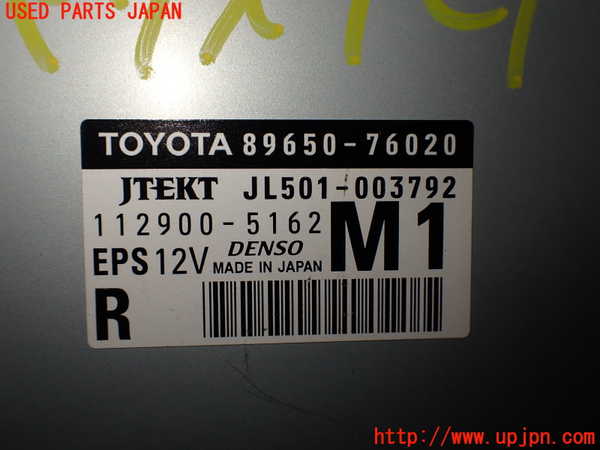 USED PARTS JAPAN
TOYOTA 89650-76020
JTEKT JL501-003792
112900-5162 M1
EPS 12V DENSO MADE IN JAPAN
R
http://www.upjpn.com/